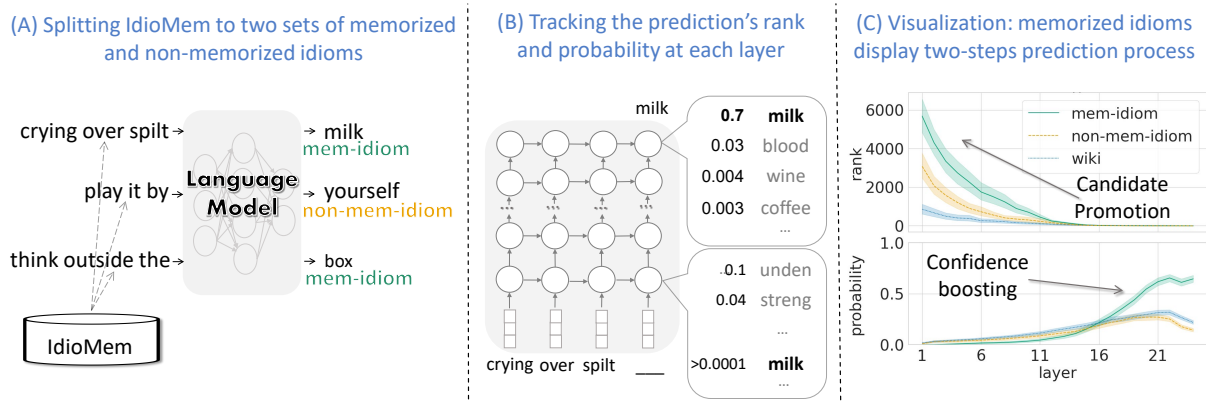 (A) Splitting IdioMem to two sets of memorized
and non-memorized idioms
crying over spilt
milk
mem-idiom
play it by
Language
Model
yourself
non-mem-idiom
think outside the
box
mem-idiom
IdioMem
(B) Tracking the prediction's rank
and probability at each layer
milk
0.7 milk
0.03 blood
0.004 wine
0.003 coffee
...
0.1 unden
0.04 streng
...
>0.0001 milk
...
crying over spilt ___
(C) Visualization: memorized idioms
display two-steps prediction process
6000
4000
2000
0
rank
mem-idiom
non-mem-idiom
wiki
Candidate
Promotion
1.0
0.5
0.0
probability
Confidence
boosting
1 6 11 16 21
layer